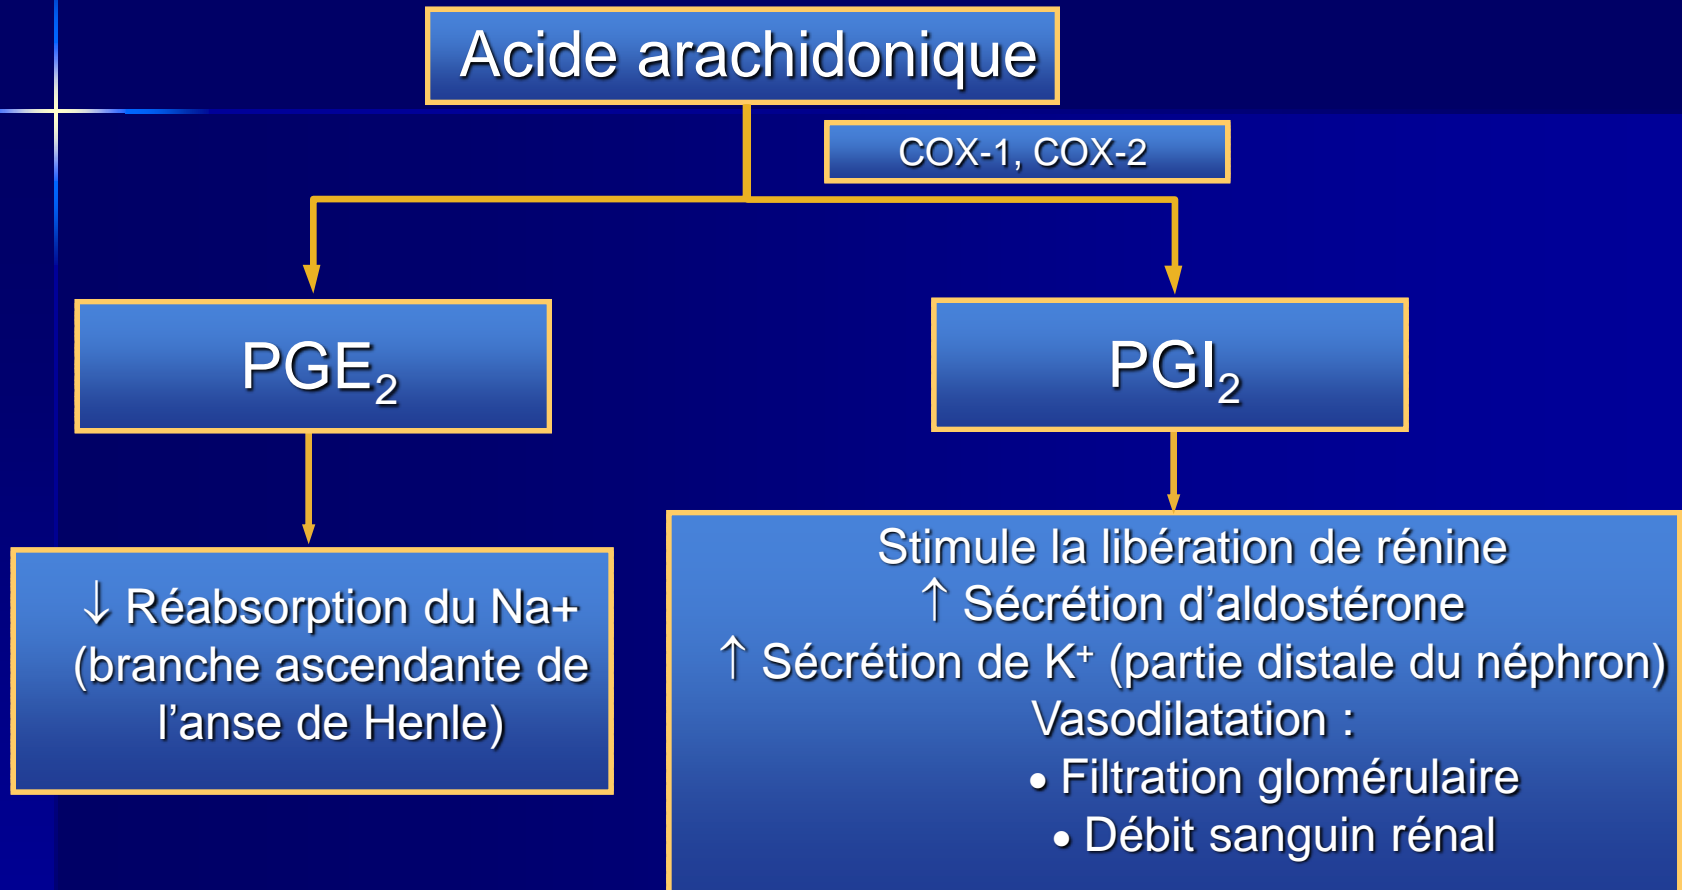 Acide arachidonique
COX-1, COX-2
PGE₂
PGI₂
↓ Réabsorption du Na+
(branche ascendante de
l’anse de Henle)
Stimule la libération de rénine
↑ Sécrétion d’aldostérone
↑ Sécrétion de K⁺ (partie distale du néphron)
Vasodilatation :
• Filtration glomérulaire
• Débit sanguin rénal